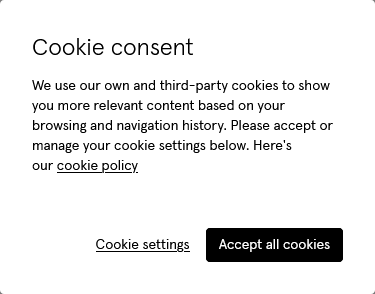 Cookie consent
We use our own and third-party cookies to show
you more relevant content based on your
browsing and navigation history. Please accept or
manage your cookie settings below. Here's
our cookie policy
Cookie settings
Accept all cookies